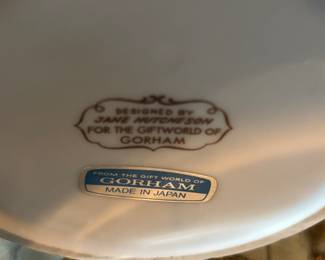 DESIGNED BY
JANE HUTCHESON
FOR THE GIFTWORLD OF
GORHAM
FROM THE GIFT WORLD OF
GORHAM
MADE IN JAPAN